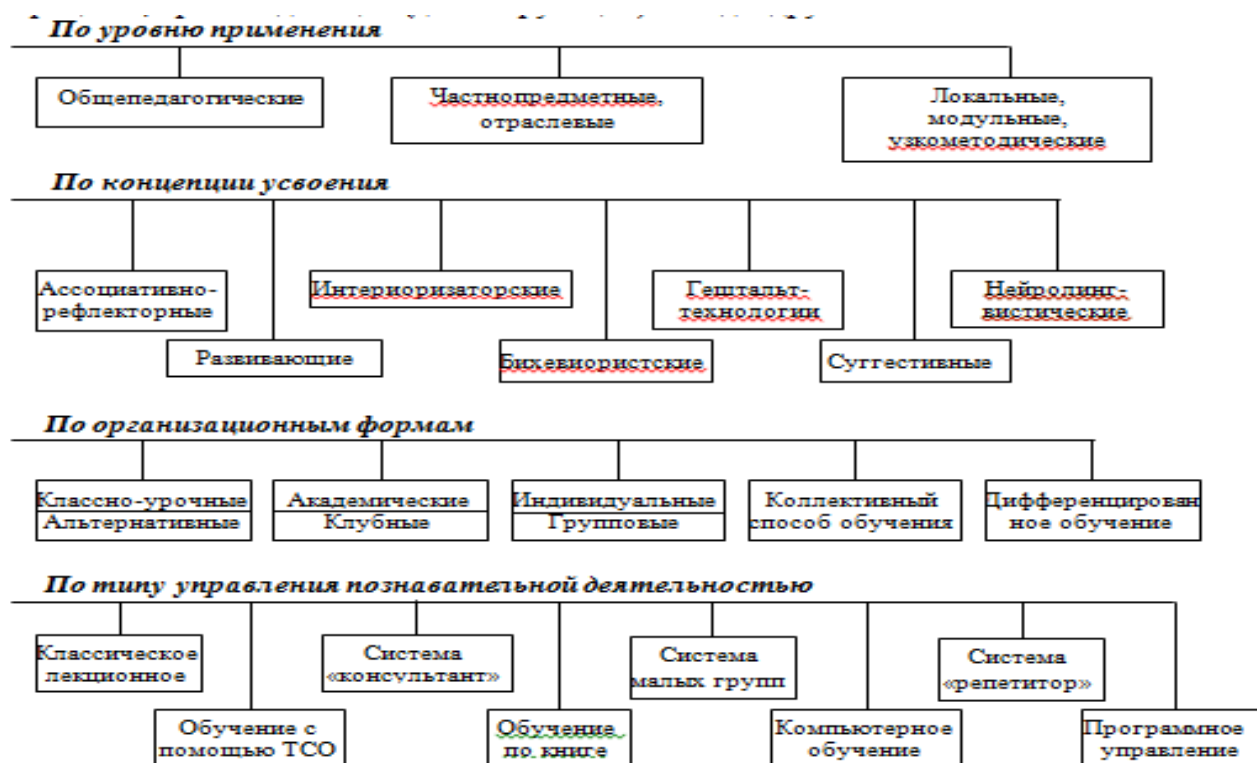 По уровню применения
Общепедагогические
Частнопредметные,
отраслевые
Локальные,
модульные,
узкометодические
По концепции усвоения
Ассоциативно-
рефлекторные
Интериоризаторские
Гештальт-
технологии
Нейролинг-
вистические
Развивающие
Бихевиористские
Суггестивные
По организационным формам
Классно-урочные
Альтернативные
Академические
Клубные
Индивидуальные
Групповые
Коллективный
способ обучения
Дифференцирован
ное обучение
По типу управления познавательной деятельностью
Классическое
лекционное
Система
«консультант»
Система
малых групп
Система
«репетитор»
Обучение с
помощью ТСО
Обучение
по книге
Компьютерное
обучение
Программное
управление